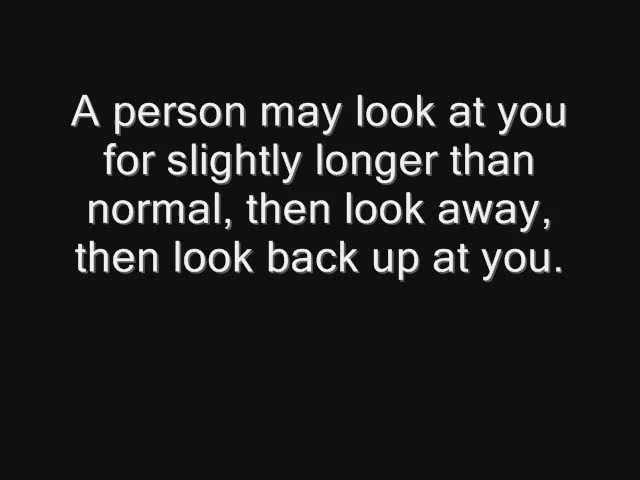 A person may look at you
for slightly longer than
normal, then look away,
then look back up at you.